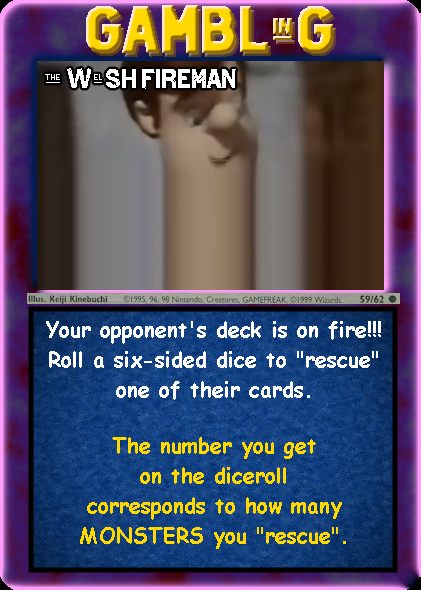 GAMBLING
THE WELSH FIREMAN
Illus. Keiji Kinebuchi ©1995, 96, 98 Nintendo, Creatures, GAMEFREAK. ©1999 Wizards. 59/62
Your opponent's deck is on fire!!!
Roll a six-sided dice to "rescue"
one of their cards.
The number you get
on the diceroll
corresponds to how many
MONSTERS you "rescue".